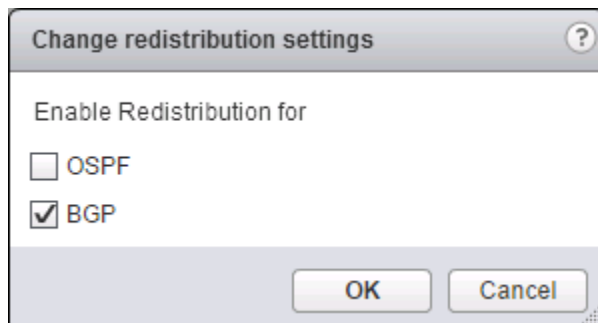 Change redistribution settings ?
Enable Redistribution for
OSPF
BGP
OK Cancel